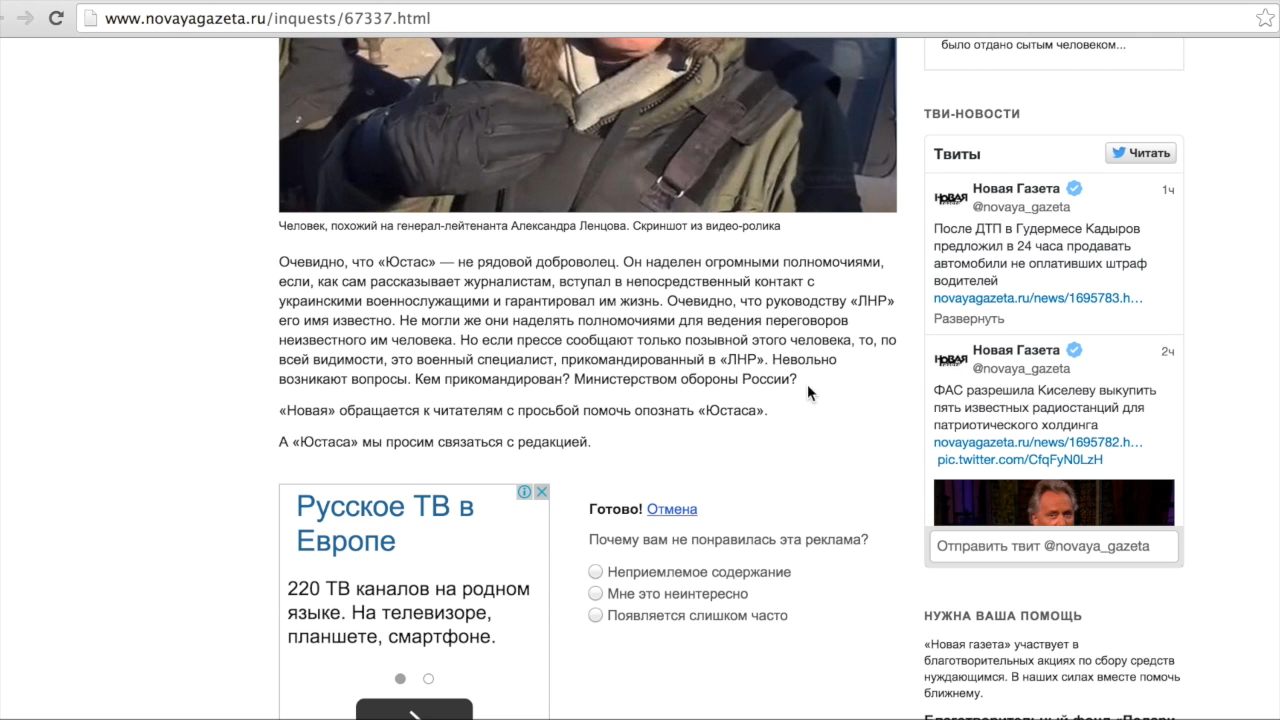 www.novayagazeta.ru/inquests/67337.html
было отдано сытым человеком...
Человек, похожий на генерал-лейтенанта Александра Ленцова. Скриншот из видео-ролика
Очевидно, что «Юстас» — не рядовой доброволец. Он наделен огромными полномочиями,
если, как сам рассказывает журналистам, вступал в непосредственный контакт с
украинскими военнослужащими и гарантировал им жизнь. Очевидно, что руководству «ЛНР»
его имя известно. Не могли же они наделять полномочиями для ведения переговоров
неизвестного им человека. Но если прессе сообщают только позывной этого человека, то, по
всей видимости, это военный специалист, прикомандированный в «ЛНР». Невольно
возникают вопросы. Кем прикомандирован? Министерством обороны России?
«Новая» обращается к читателям с просьбой помочь опознать «Юстаса».
А «Юстаса» мы просим связаться с редакцией.
Русское ТВ в
Европе
220 ТВ каналов на родном
языке. На телевизоре,
планшете, смартфоне.
Готово! Отмена
Почему вам не понравилась эта реклама?
Неприемлемое содержание
Мне это неинтересно
Появляется слишком часто
ТВИ-НОВОСТИ
Твиты
Читать
НОВАЯ
Новая Газета
1ч
@novaya_gazeta
После ДТП в Гудермесе Кадыров
предложил в 24 часа продавать
автомобили не оплативших штраф
водителей
novayagazeta.ru/news/1695783.h…
Развернуть
НОВАЯ
Новая Газета
2ч
@novaya_gazeta
ФАС разрешила Киселеву выкупить
пять известных радиостанций для
патриотического холдинга
novayagazeta.ru/news/1695782.h…
pic.twitter.com/CfqFyN0LzH
Отправить твит @novaya_gazeta
НУЖНА ВАША ПОМОЩЬ
«Новая газета» участвует в
благотворительных акциях по сбору средств
нуждающимся. В наших силах вместе помочь
ближнему.
Благотворительный фонд «Подари